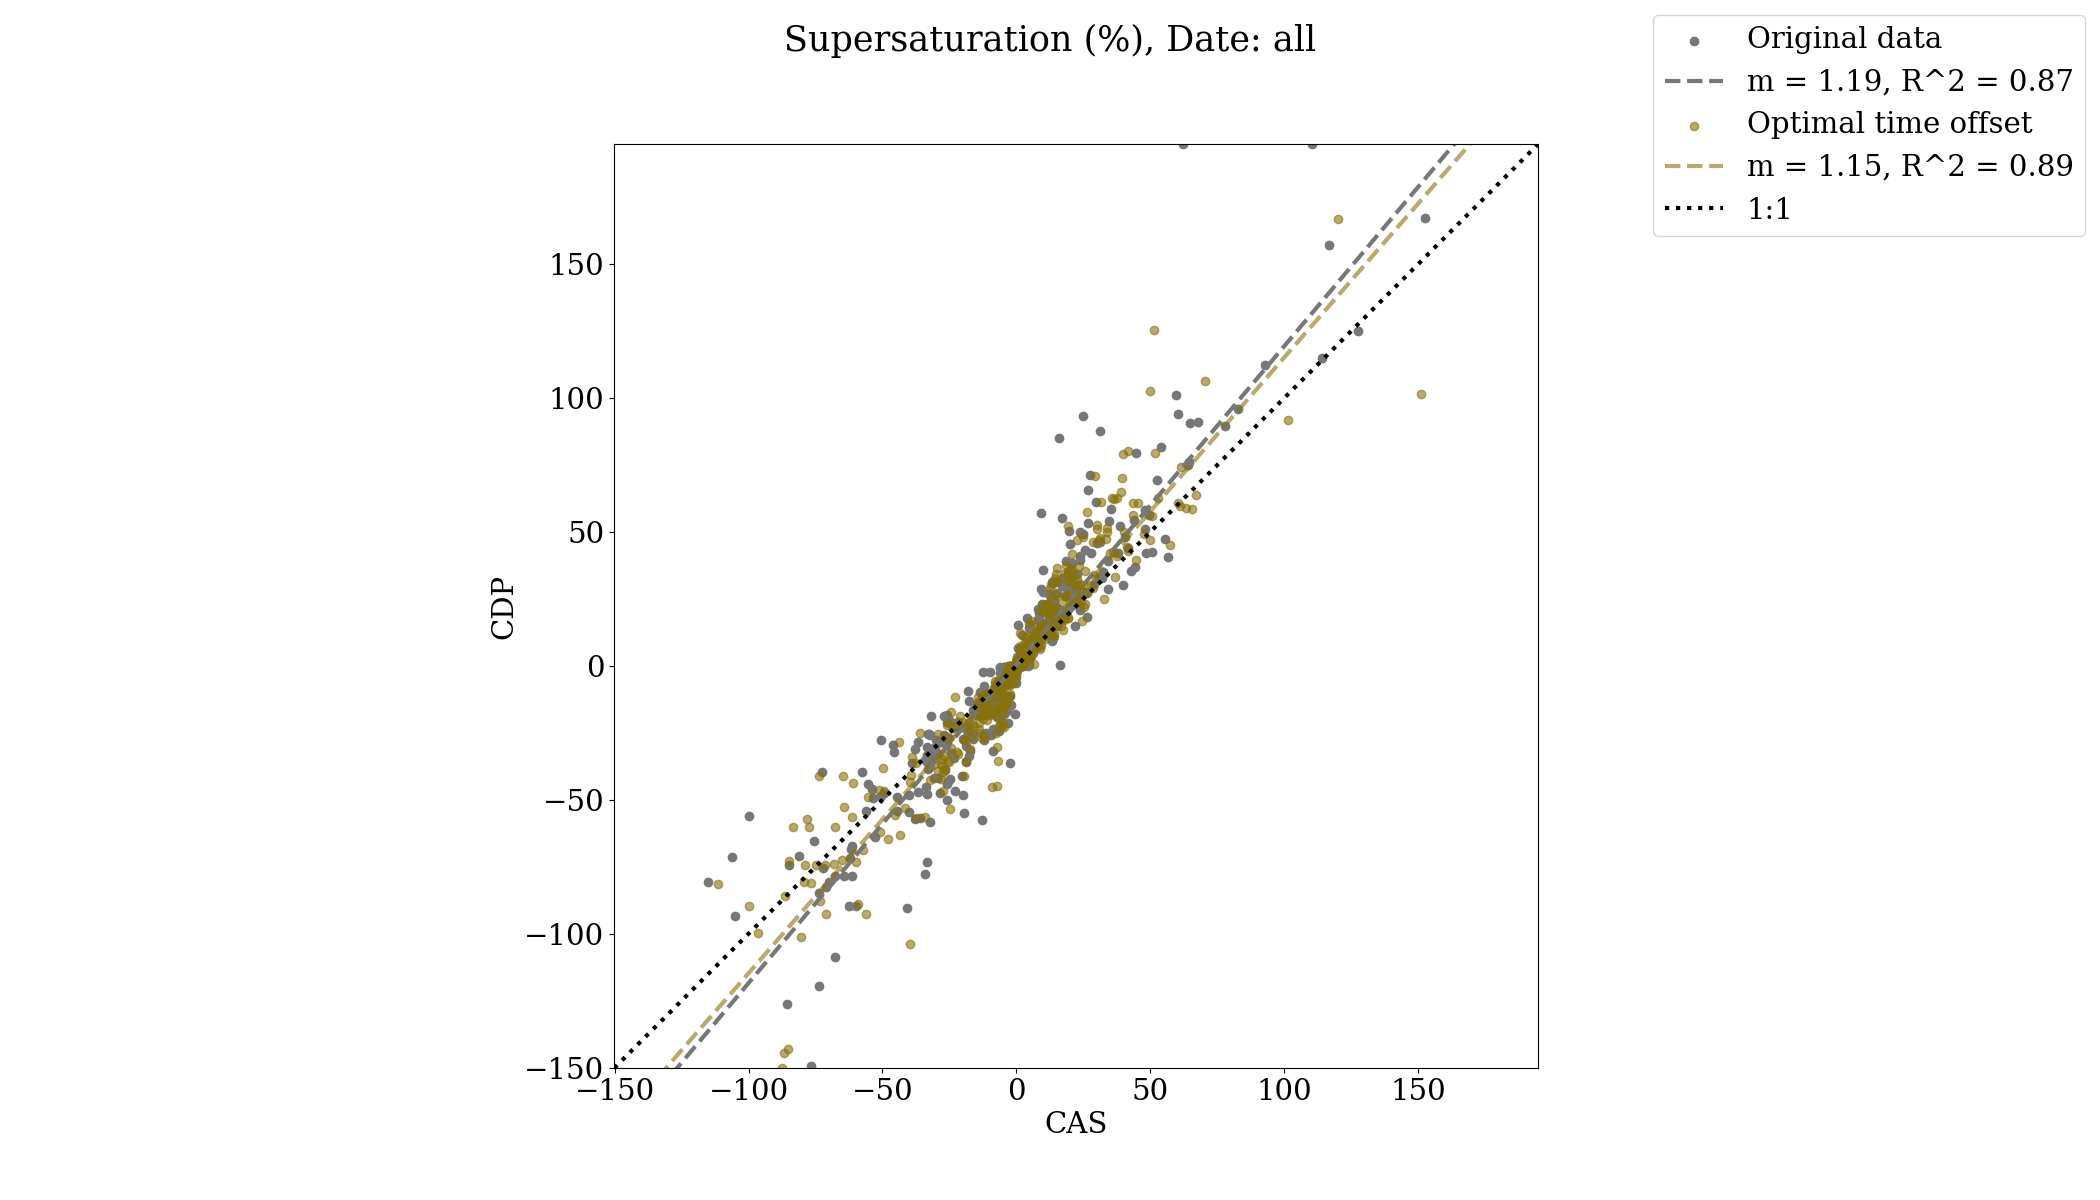 Supersaturation (%), Date: all
Original data
m = 1.19, R^2 = 0.87
Optimal time offset
m = 1.15, R^2 = 0.89
1:1
CDP
150
100
50
0
−50
−100
−150
−150 −100 −50 0 50 100 150
CAS